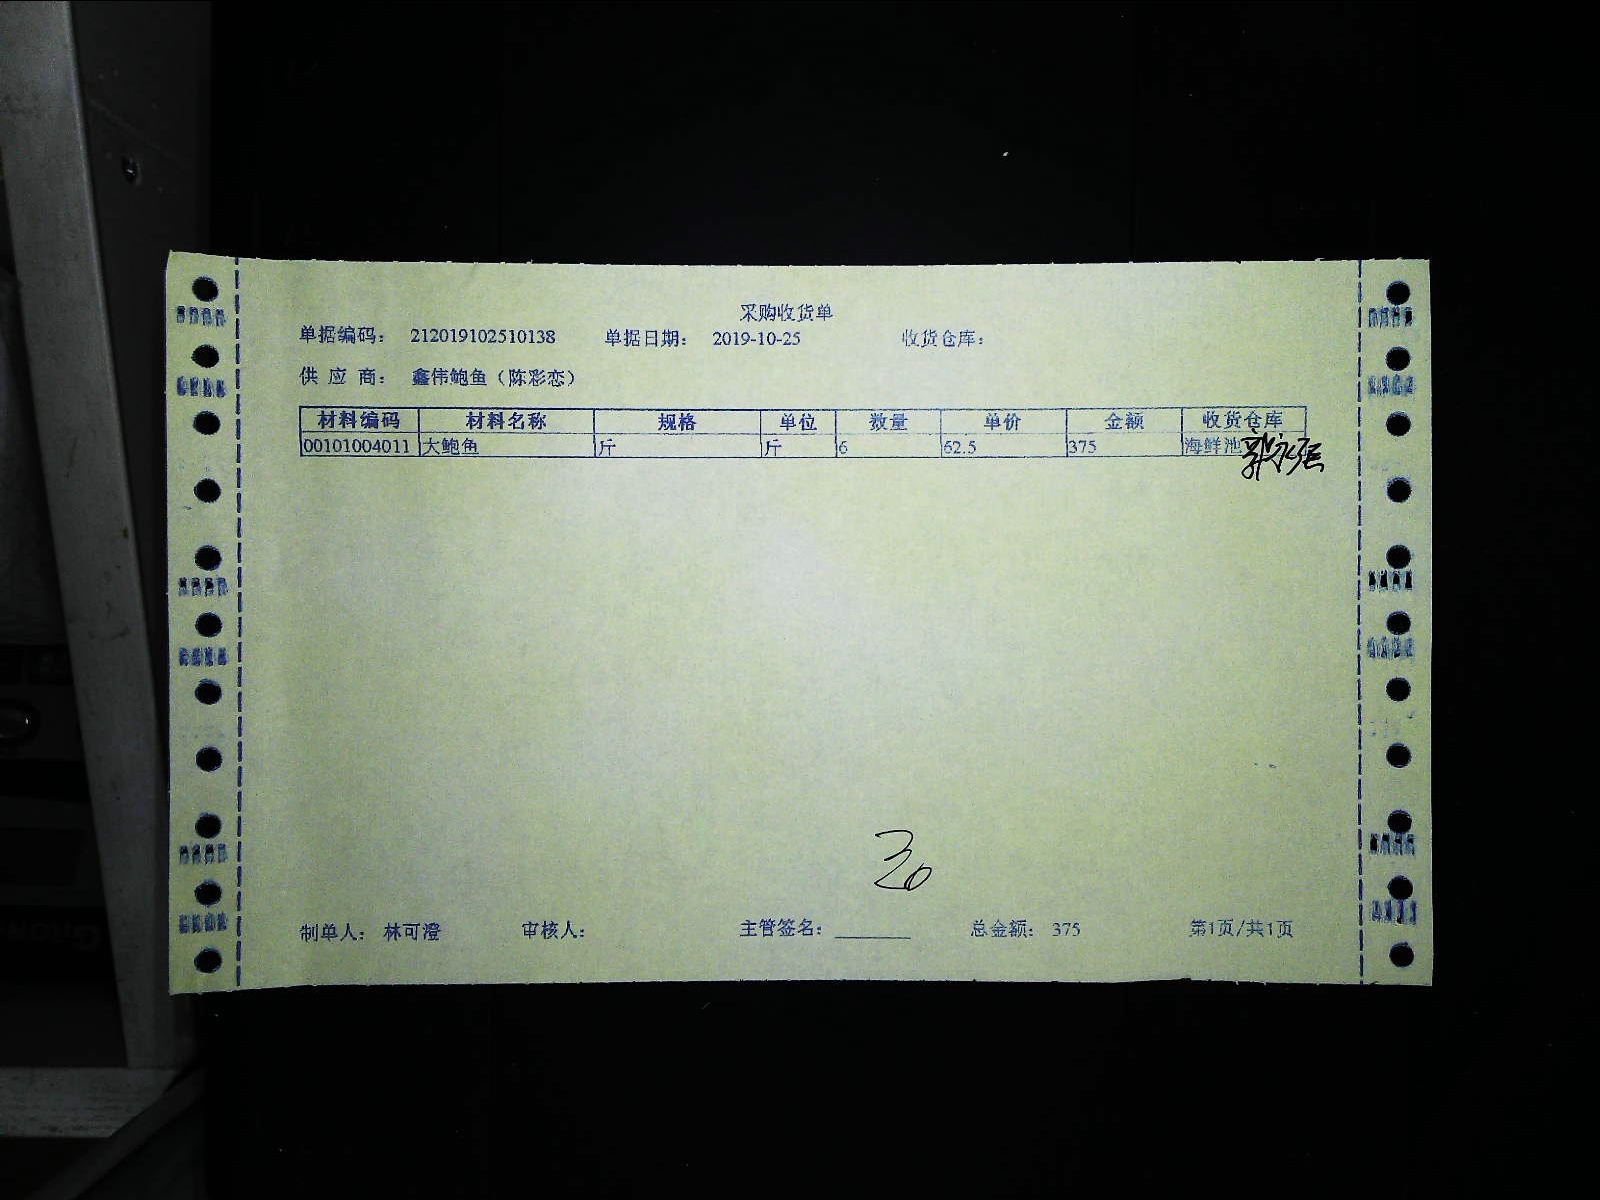 采购收货单
单据编码： 212019102510138 单据日期： 2019-10-25 收货仓库：
供 应 商： 鑫伟鲍鱼（陈彩恋）
材料编码 材料名称 规格 单位 数量 单价 金额 收货仓库
00101004011 大鲍鱼 斤 斤 6 62.5 375 海鲜池
制单人： 林可澄 审核人： 主管签名： ________ 总金额： 375 第1页/共1页